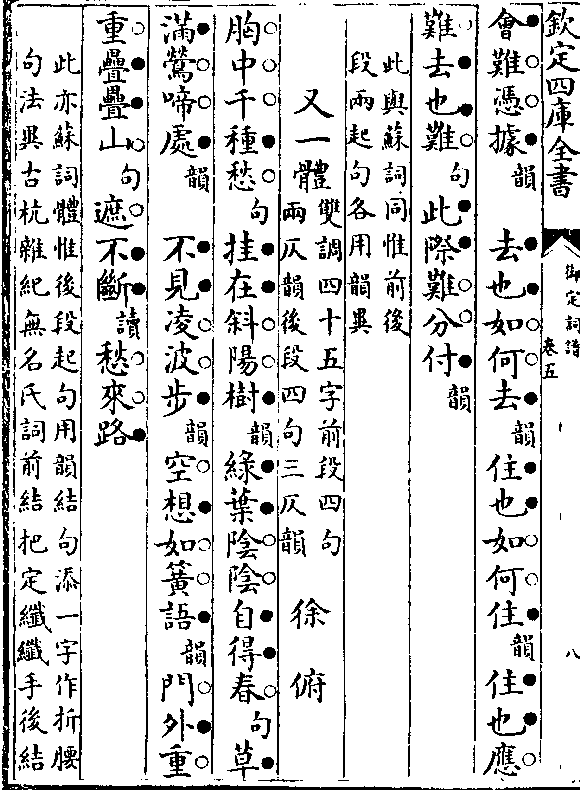 欽定四庫全書
御定詞譜
卷五
八
會難憑據韻 去也如何去韻住也如何住韻住也應
難去也難句此際難分付韻
此與蘇詞同惟前後
段兩起句各用韻異
又一體
雙調四十五字前段四句
兩仄韻後段四句三仄韻
徐俯
胸中千種愁句挂在斜陽樹韻綠葉陰陰自得春句草
滿鶯啼處韻 不見凌波步韻空想如簧語韻門外重
重疊疊山句遮不斷讀愁來路
此亦蘇詞體惟後段起句用韻結句添一字作折腰
句法異古杭雜紀無名氏詞前結把定纖纖手後結